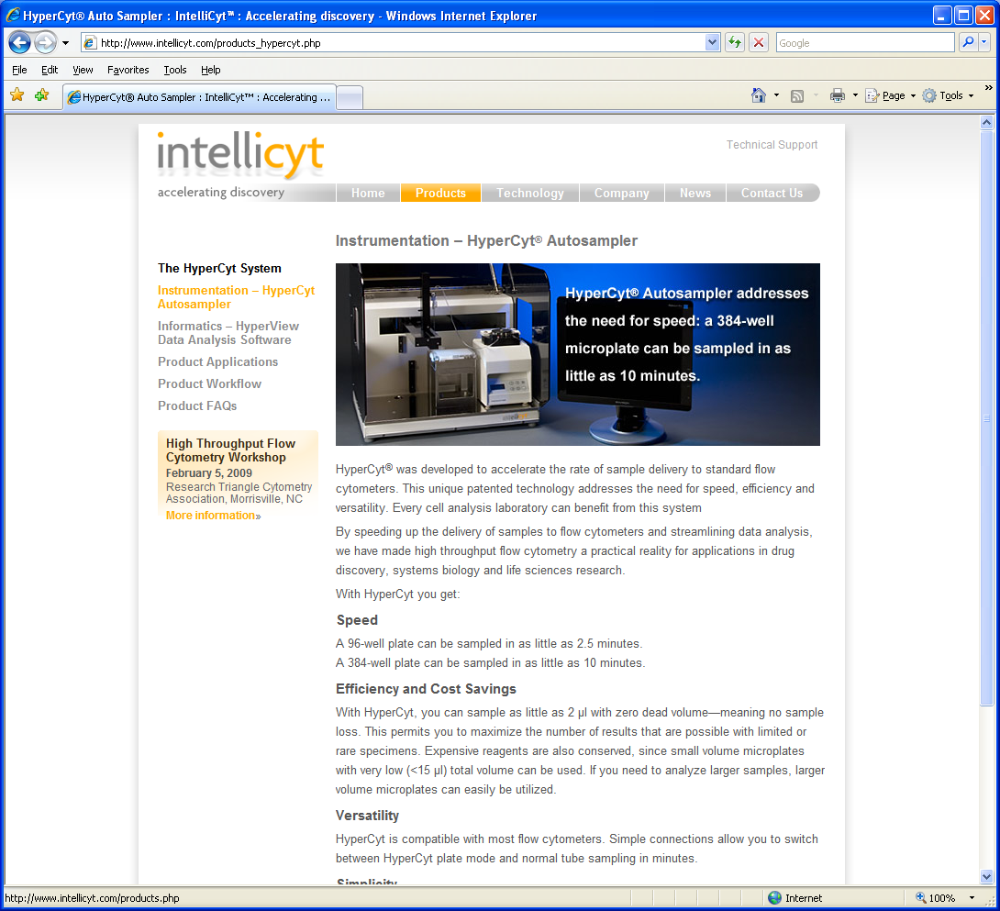 HyperCyt® Auto Sampler : IntelliCyt™ : Accelerating discovery - Windows Internet Explorer
http://www.intellicyt.com/products_hypercyt.php
Google
File Edit View Favorites Tools Help
HyperCyt® Auto Sampler : IntelliCyt™ : Accelerating ...
Page Tools
intellicyt
Technical Support
accelerating discovery
Home Products Technology Company News Contact Us
Instrumentation – HyperCyt® Autosampler
The HyperCyt System
Instrumentation – HyperCyt
Autosampler
Informatics – HyperView
Data Analysis Software
Product Applications
Product Workflow
Product FAQs
High Throughput Flow
Cytometry Workshop
February 5, 2009
Research Triangle Cytometry
Association, Morrisville, NC
More information»
HyperCyt® Autosampler addresses
the need for speed: a 384-well
microplate can be sampled in as
little as 10 minutes.
HyperCyt® was developed to accelerate the rate of sample delivery to standard flow
cytometers. This unique patented technology addresses the need for speed, efficiency and
versatility. Every cell analysis laboratory can benefit from this system
By speeding up the delivery of samples to flow cytometers and streamlining data analysis,
we have made high throughput flow cytometry a practical reality for applications in drug
discovery, systems biology and life sciences research.
With HyperCyt you get:
Speed
A 96-well plate can be sampled in as little as 2.5 minutes.
A 384-well plate can be sampled in as little as 10 minutes.
Efficiency and Cost Savings
With HyperCyt, you can sample as little as 2 µl with zero dead volume—meaning no sample
loss. This permits you to maximize the number of results that are possible with limited or
rare specimens. Expensive reagents are also conserved, since small volume microplates
with very low (<15 µl) total volume can be used. If you need to analyze larger samples, larger
volume microplates can easily be utilized.
Versatility
HyperCyt is compatible with most flow cytometers. Simple connections allow you to switch
between HyperCyt plate mode and normal tube sampling in minutes.
Simplicity
http://www.intellicyt.com/products.php
Internet
100%